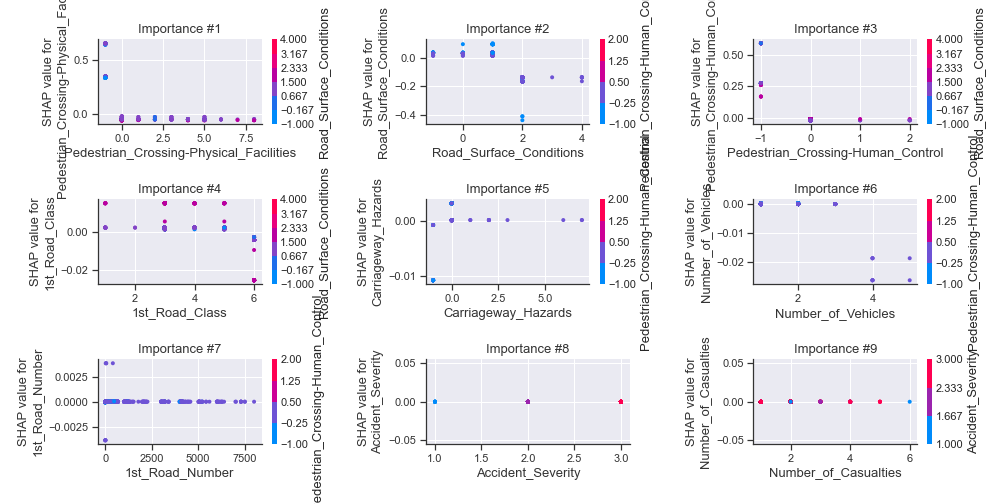 Importance #1
SHAP value for
Pedestrian_Crossing-Physical_Fac
0.5
0.0
0.0
2.5
5.0
7.5
Pedestrian_Crossing-Physical_Facilities
4.000
3.167
2.333
1.500
0.667
−0.167
−1.000
Road_Surface_Conditions
Importance #2
SHAP value for
Road_Surface_Conditions
0.0
−0.2
−0.4
0
2
4
Road_Surface_Conditions
2.00
1.25
0.50
−0.25
−1.00
Pedestrian_Crossing-Human_Co
Importance #3
SHAP value for
Pedestrian_Crossing-Human_Co
0.50
0.25
0.00
−1
0
1
2
Pedestrian_Crossing-Human_Control
4.000
3.167
2.333
1.500
0.667
−0.167
−1.000
Road_Surface_Conditions
Importance #4
SHAP value for
1st_Road_Class
0.00
−0.02
2
4
6
1st_Road_Class
4.000
3.167
2.333
1.500
0.667
−0.167
−1.000
Road_Surface_Conditions
Importance #5
SHAP value for
Carriageway_Hazards
0.00
−0.01
0.0
2.5
5.0
Carriageway_Hazards
2.00
1.25
0.50
−0.25
−1.00
Pedestrian_Crossing-Human_Control
Importance #6
SHAP value for
Number_of_Vehicles
0.00
−0.01
−0.02
2
4
Number_of_Vehicles
2.00
1.25
0.50
−0.25
−1.00
Pedestrian_Crossing-Human_Control
Importance #7
SHAP value for
1st_Road_Number
0.0025
0.0000
−0.0025
0
2500
5000
7500
1st_Road_Number
2.00
1.25
0.50
−0.25
−1.00
Pedestrian_Crossing-Human_Control
Importance #8
SHAP value for
Accident_Severity
0.05
0.00
−0.05
1.0
1.5
2.0
2.5
3.0
Accident_Severity
Importance #9
SHAP value for
Number_of_Casualties
0.05
0.00
−0.05
2
4
6
Number_of_Casualties
3.000
2.333
1.667
1.000
Accident_Severity